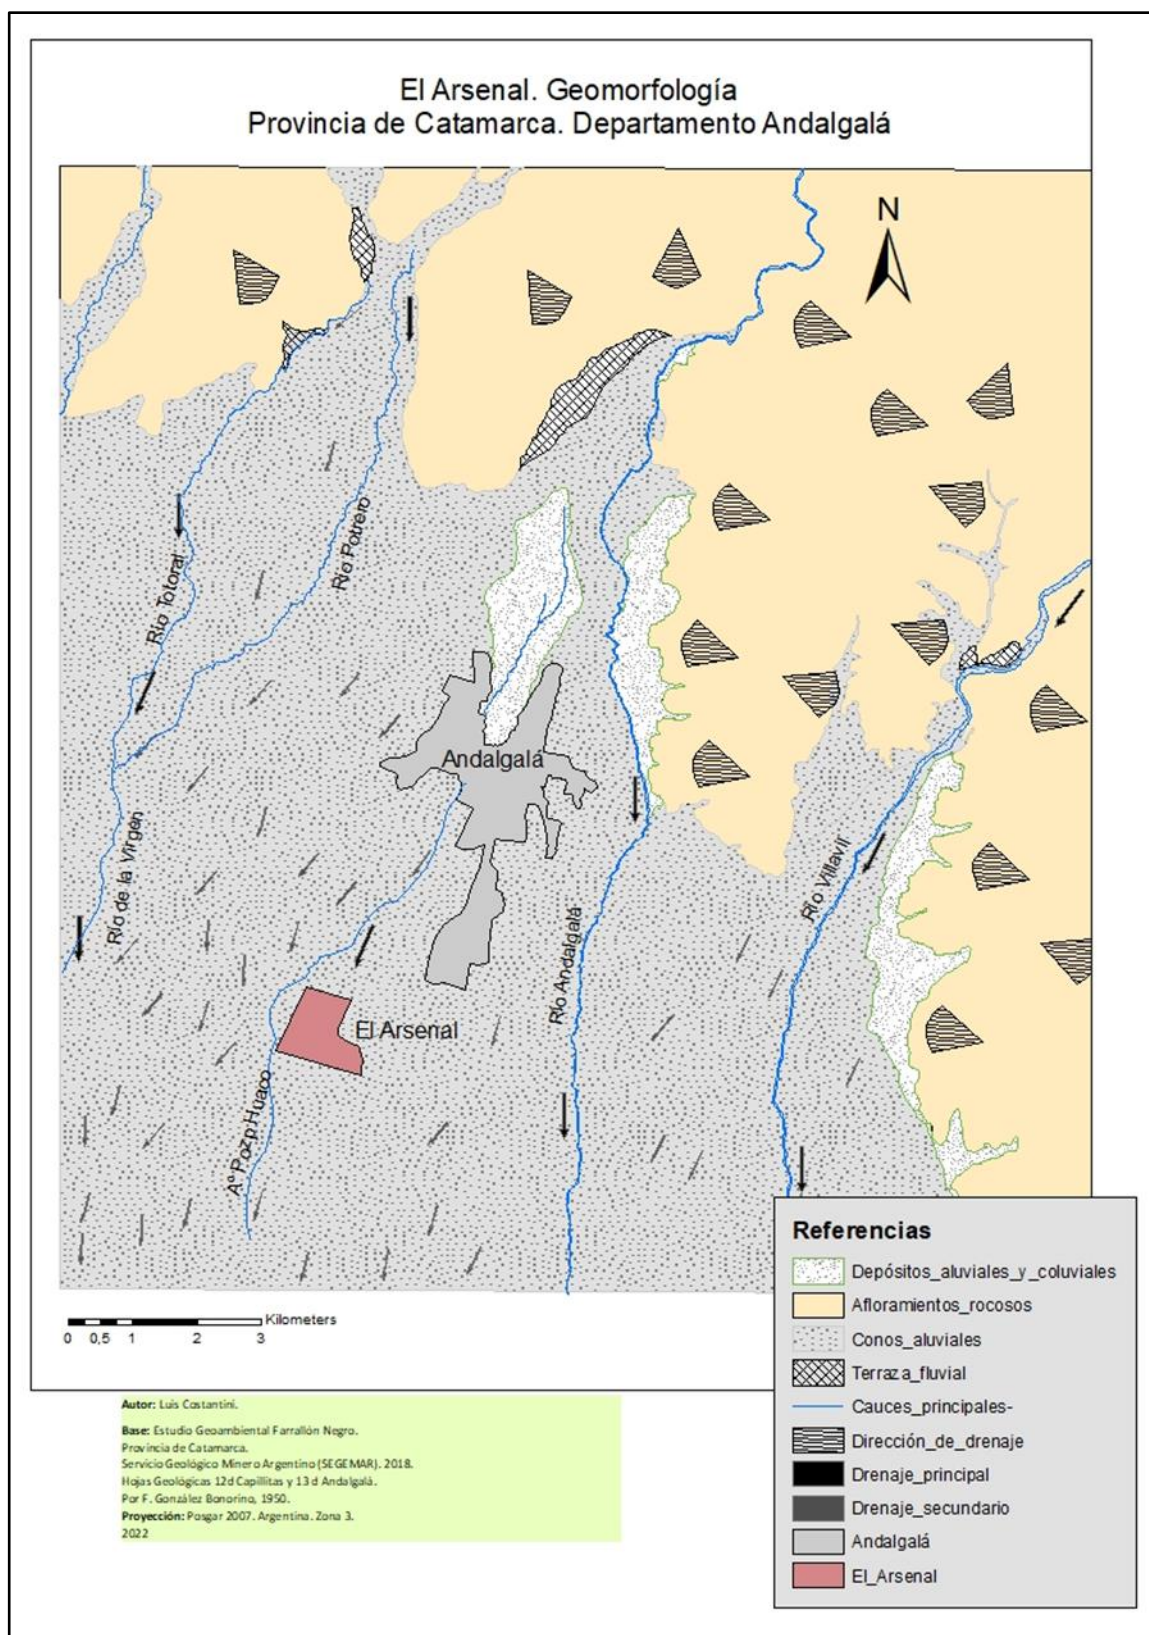 El Arsenal. Geomorfología
Provincia de Catamarca. Departamento Andalgalá
N
Río Potrero
Río Totoral
Andalgalá
Río de la Virgen
Río Villavil
Río Andalgalá
El Arsenal
Aº Pozp Huaco
Kilometers
0 0,5 1 2 3
Referencias
Depósitos_aluviales_y_coluviales
Afloramientos_rocosos
Conos_aluviales
Terraza_fluvial
Cauces_principales-
Dirección_de_drenaje
Drenaje_principal
Drenaje_secundario
Andalgalá
El_Arsenal
Autor: Luis Costantini.
Base: Estudio Geoambiental Farrallón Negro.
Provincia de Catamarca.
Servicio Geológico Minero Argentino (SEGEMAR). 2018.
Hojas Geológicas 12d Capillitas y 13 d Andalgalá.
Por F. González Bonorino, 1950.
Proyección: Posgar 2007. Argentina. Zona 3.
2022